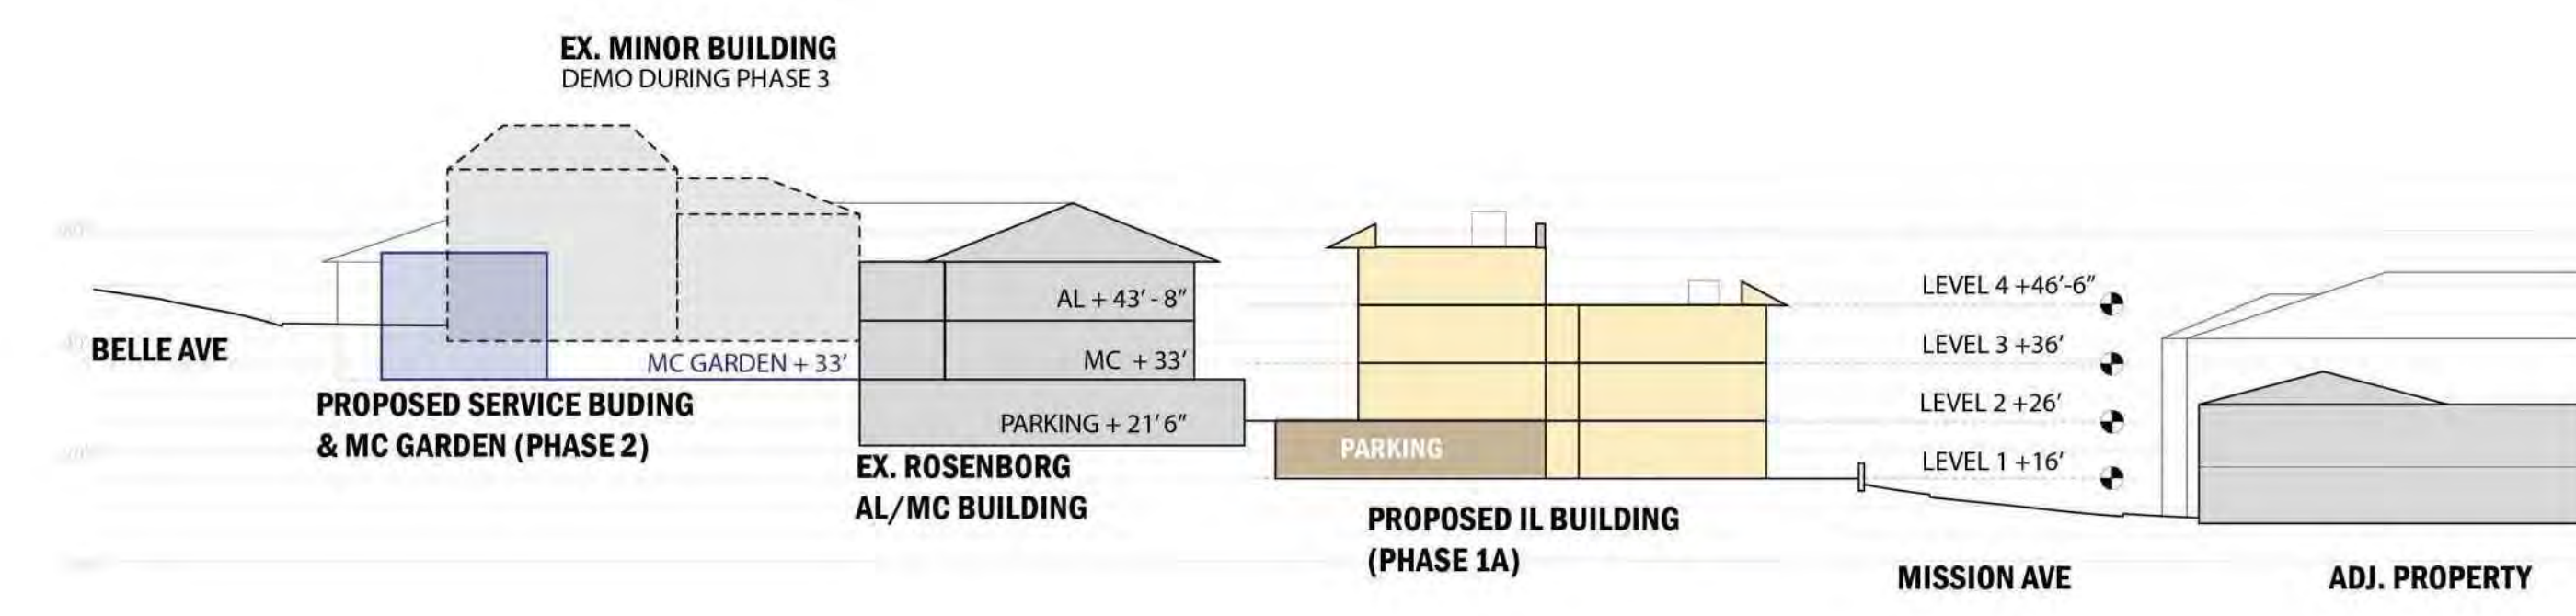 EX. MINOR BUILDING
DEMO DURING PHASE 3
BELLE AVE
MC GARDEN + 33'
PROPOSED SERVICE BUDING
& MC GARDEN (PHASE 2)
AL + 43' - 8"
MC + 33'
PARKING + 21' 6"
EX. ROSENBORG
AL/MC BUILDING
PARKING
PROPOSED IL BUILDING
(PHASE 1A)
LEVEL 4 +46'-6"
LEVEL 3 +36'
LEVEL 2 +26'
LEVEL 1 +16'
MISSION AVE
ADJ. PROPERTY